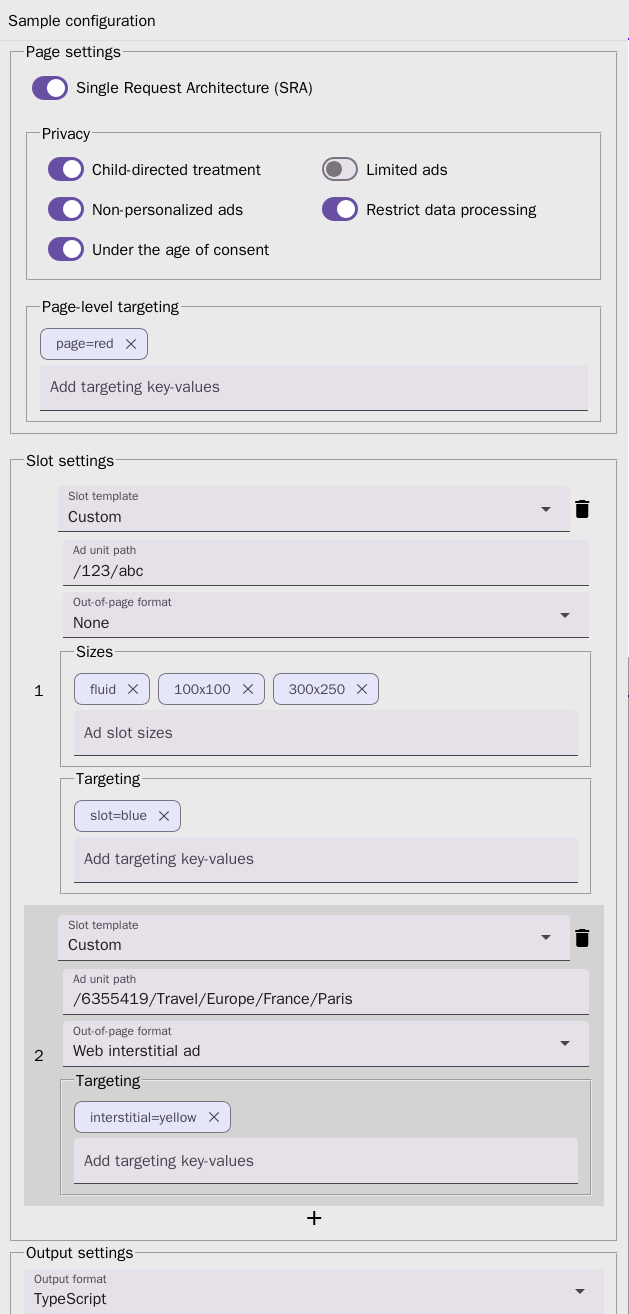 Sample configuration
Page settings
Single Request Architecture (SRA)
Privacy
Child-directed treatment
Limited ads
Non-personalized ads
Restrict data processing
Under the age of consent
Page-level targeting
page=red
Add targeting key-values
Slot settings
1
Slot template
Custom
Ad unit path
/123/abc
Out-of-page format
None
Sizes
fluid
100x100
300x250
Ad slot sizes
Targeting
slot=blue
Add targeting key-values
2
Slot template
Custom
Ad unit path
/6355419/Travel/Europe/France/Paris
Out-of-page format
Web interstitial ad
Targeting
interstitial=yellow
Add targeting key-values
Output settings
Output format
TypeScript